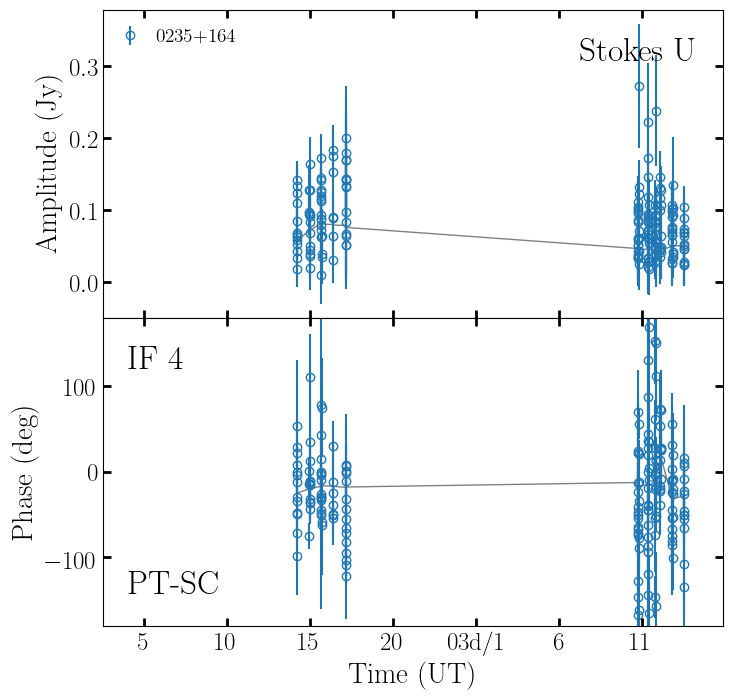 0235+164
Stokes U
Amplitude (Jy)
0.3
0.2
0.1
0.0
IF 4
Phase (deg)
100
0
−100
PT-SC
5 10 15 20 03d/1 6 11
Time (UT)